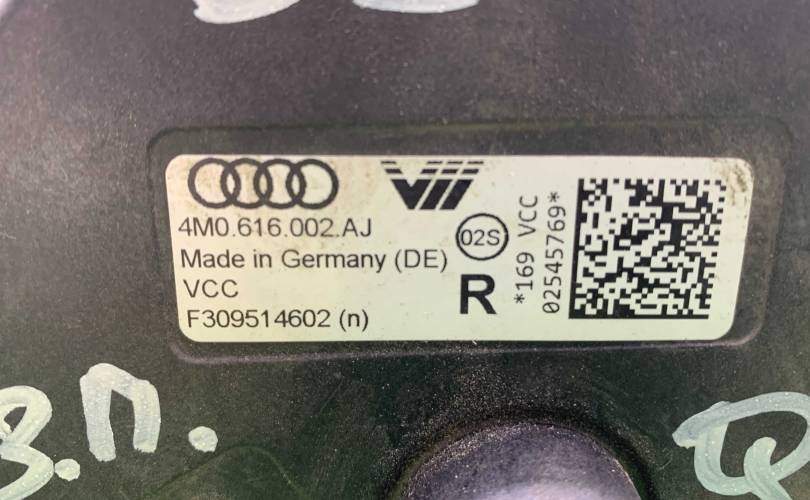 4M0.616.002.AJ
Made in Germany (DE)
VCC
F309514602 (n)
02S
R
*169 VCC
02545769*
З.П.